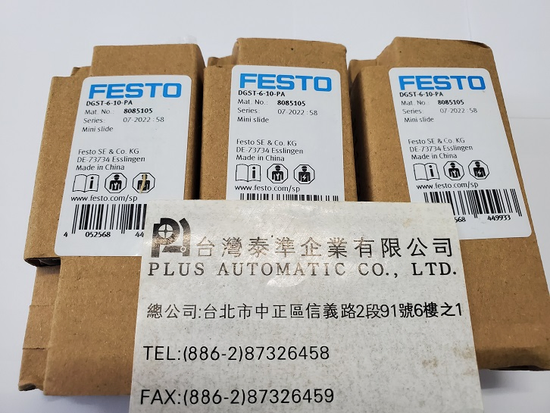 FESTO
DGST-6-10-PA
Mat. No.: 8085105
Series: 07-2022 : S8
Mini slide
Festo SE & Co. KG
DE-73734 Esslingen
Made in China
www.festo.com/sp
4 052568 44
FESTO
DGST-6-10-PA
Mat. No.: 8085105
Series: 07-2022 : S8
Mini slide
Festo SE & Co. KG
DE-73734 Esslingen
Made in China
www.festo.com/sp
FESTO
DGST-6-10-PA
Mat. No.: 8085105
Series: 07-2022 : S8
Mini slide
Festo SE & Co. KG
DE-73734 Esslingen
Made in China
www.festo.com/sp
2568 449933
台灣泰準企業有限公司
PLUS AUTOMATIC CO., LTD.
總公司:台北市中正區信義路2段91號6樓之1
TEL:(886-2)87326458
FAX:(886-2)87326459